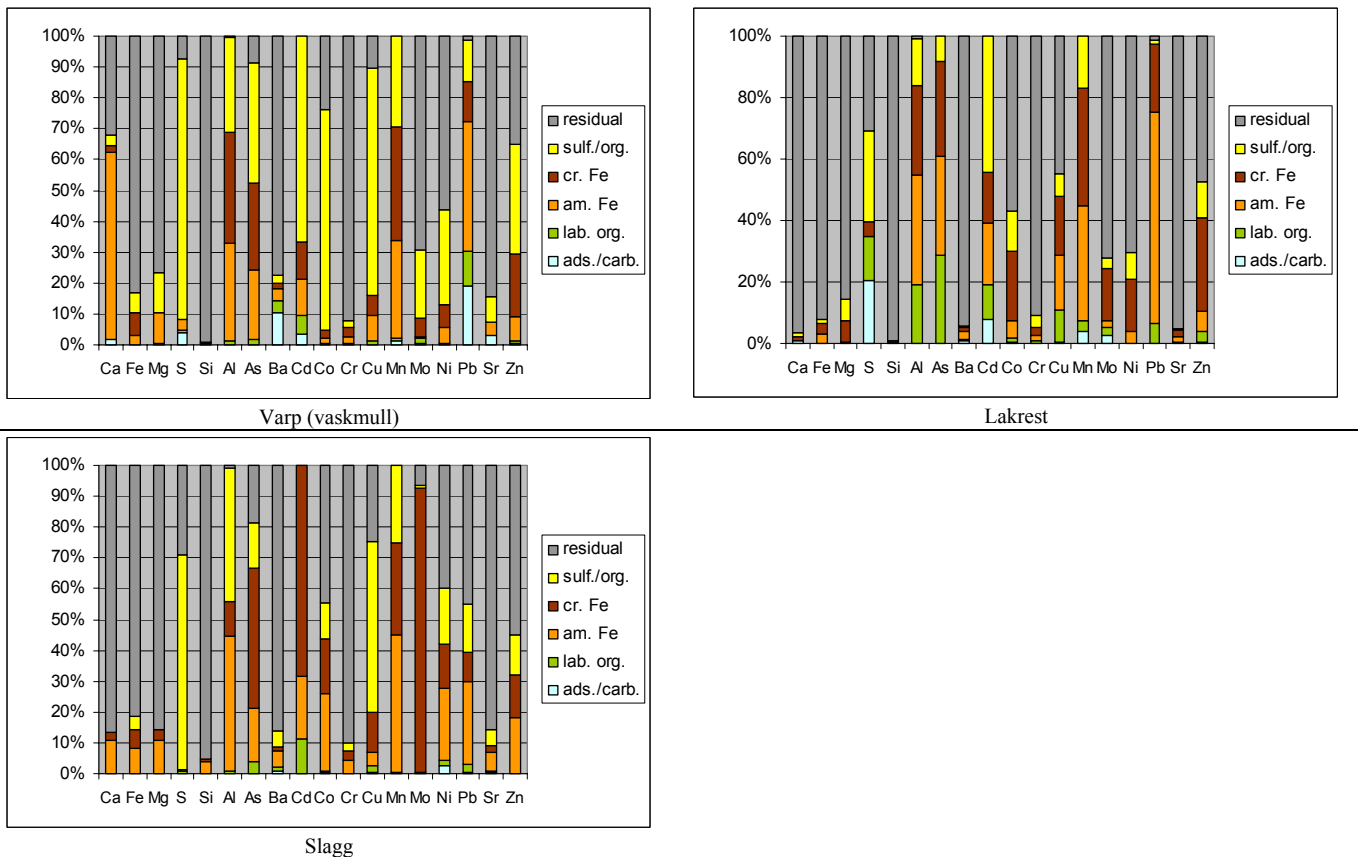 100%
90%
80%
70%
60%
50%
40%
30%
20%
10%
0%
Ca Fe Mg S Si Al As Ba Cd Co Cr Cu Mn Mo Ni Pb Sr Zn
residual
sulf./org.
cr. Fe
am. Fe
lab. org.
ads./carb.
Varp (vaskmull)
100%
80%
60%
40%
20%
0%
Ca Fe Mg S Si Al As Ba Cd Co Cr Cu Mn Mo Ni Pb Sr Zn
residual
sulf./org.
cr. Fe
am. Fe
lab. org.
ads./carb.
Lakrest
100%
90%
80%
70%
60%
50%
40%
30%
20%
10%
0%
Ca Fe Mg S Si Al As Ba Cd Co Cr Cu Mn Mo Ni Pb Sr Zn
residual
sulf./org.
cr. Fe
am. Fe
lab. org.
ads./carb.
Slagg